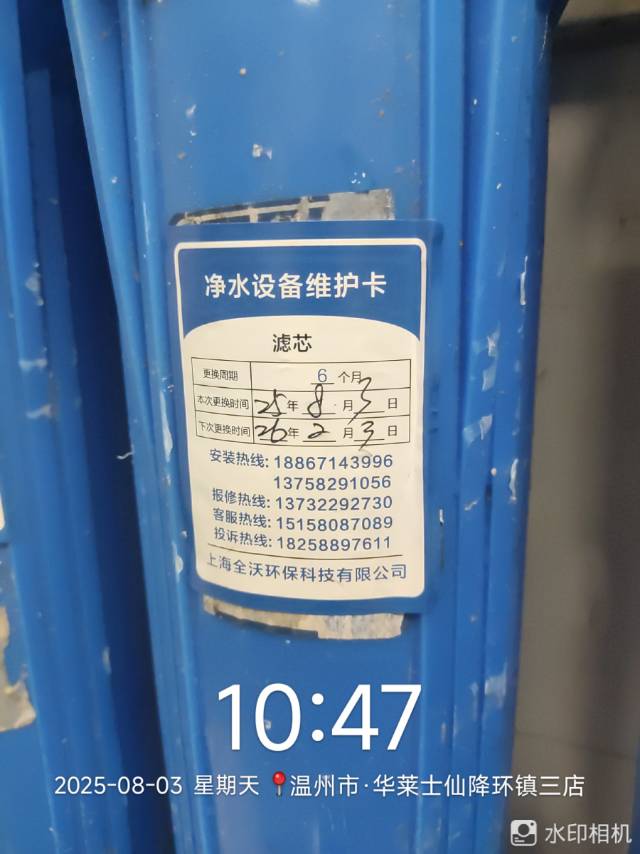 净水设备维护卡
滤芯
更换周期 6 个月
本次更换时间 25年 8 月 3 日
下次更换时间 26年 2 月 3 日
安装热线: 18867143996
13758291056
报修热线: 13732292730
客服热线: 15158087089
投诉热线: 18258897611
上海全沃环保科技有限公司
10:47
2025-08-03 星期天 温州市·华莱士仙降环镇三店
水印相机